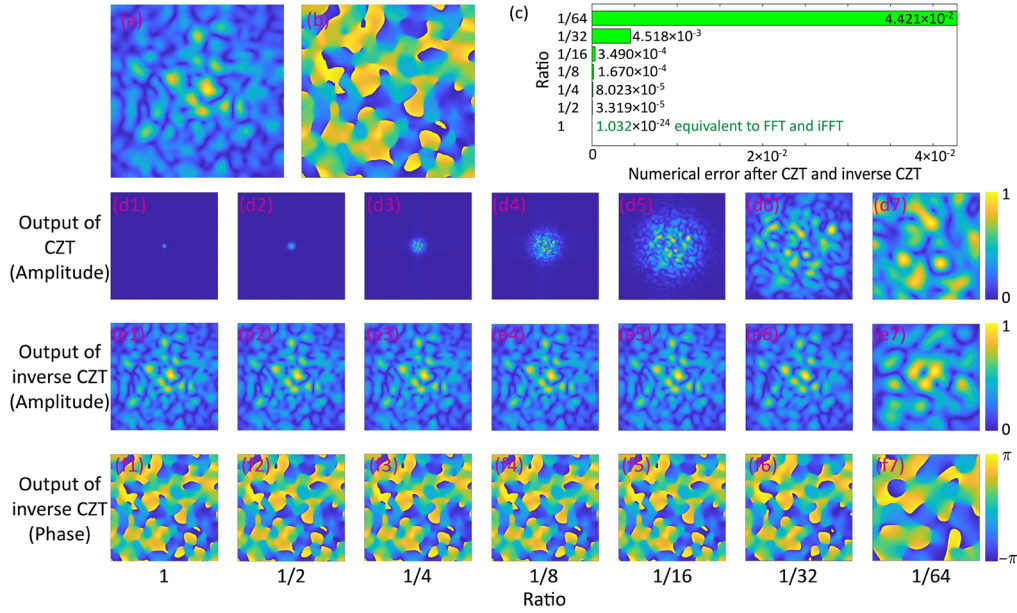 (a)
(b)
(c)
Ratio
1/64
4.421×10-2
1/32
4.518×10-3
1/16
3.490×10-4
1/8
1.670×10-4
1/4
8.023×10-5
1/2
3.319×10-5
1
1.032×10-24 equivalent to FFT and iFFT
0
2×10-2
4×10-2
Numerical error after CZT and inverse CZT
Output of
CZT
(Amplitude)
(d1)
(d2)
(d3)
(d4)
(d5)
(d6)
(d7)
1
0
Output of
inverse CZT
(Amplitude)
(e1)
(e2)
(e3)
(e4)
(e5)
(e6)
(e7)
1
0
Output of
inverse CZT
(Phase)
(f1)
(f2)
(f3)
(f4)
(f5)
(f6)
(f7)
π
−π
1
1/2
1/4
1/8
1/16
1/32
1/64
Ratio